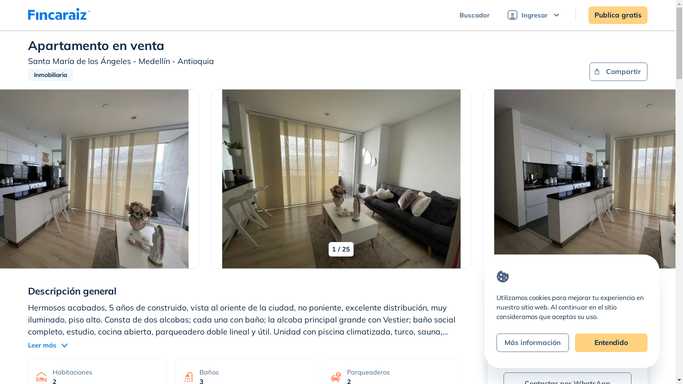 Fincaraiz
Buscador
Ingresar
Publica gratis
Apartamento en venta
Santa María de los Ángeles - Medellín - Antioquia
Inmobiliaria
Compartir
1 / 25
Descripción general
Hermosos acabados, 5 años de construido, vista al oriente de la ciudad, no poniente, excelente distribución, muy
iluminado, piso alto. Consta de dos alcobas; cada una con baño; la alcoba principal grande con Vestier; baño social
completo, estudio, cocina abierta, parqueadero doble lineal y útil. Unidad con piscina climatizada, turco, sauna,...
Leer más
Habitaciones
2
Baños
3
Parqueaderos
2
Utilizamos cookies para mejorar tu experiencia en
nuestro sitio web. Al continuar en el sitio
consideramos que aceptas su uso.
Más información
Entendido
Contactar por WhatsApp